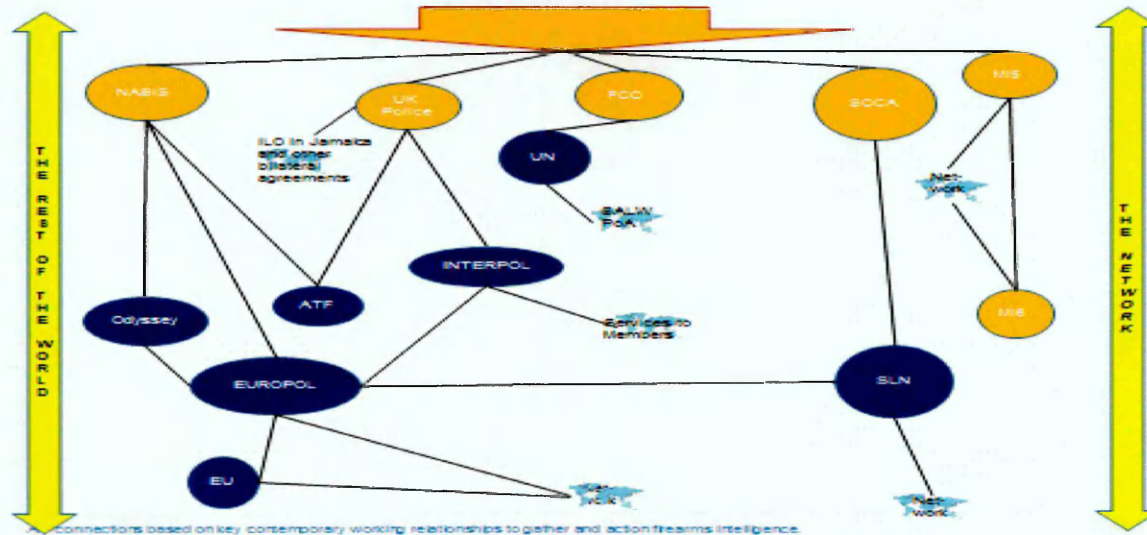 NABIS
UK
Police
FCO
SOCA
MI5
ILO in Jamaka
and other
bilateral
agreements
UN
Net-
work
SALW
PoA
INTERPOL
ATF
Odyssey
Services to
Members
MI6
EUROPOL
SLN
EU
Net-
work
Net-
work
connections based on key contemporary working relationships to gather and action firearms intelligence.
THE REST OF THE WORLD
THE NETWORK